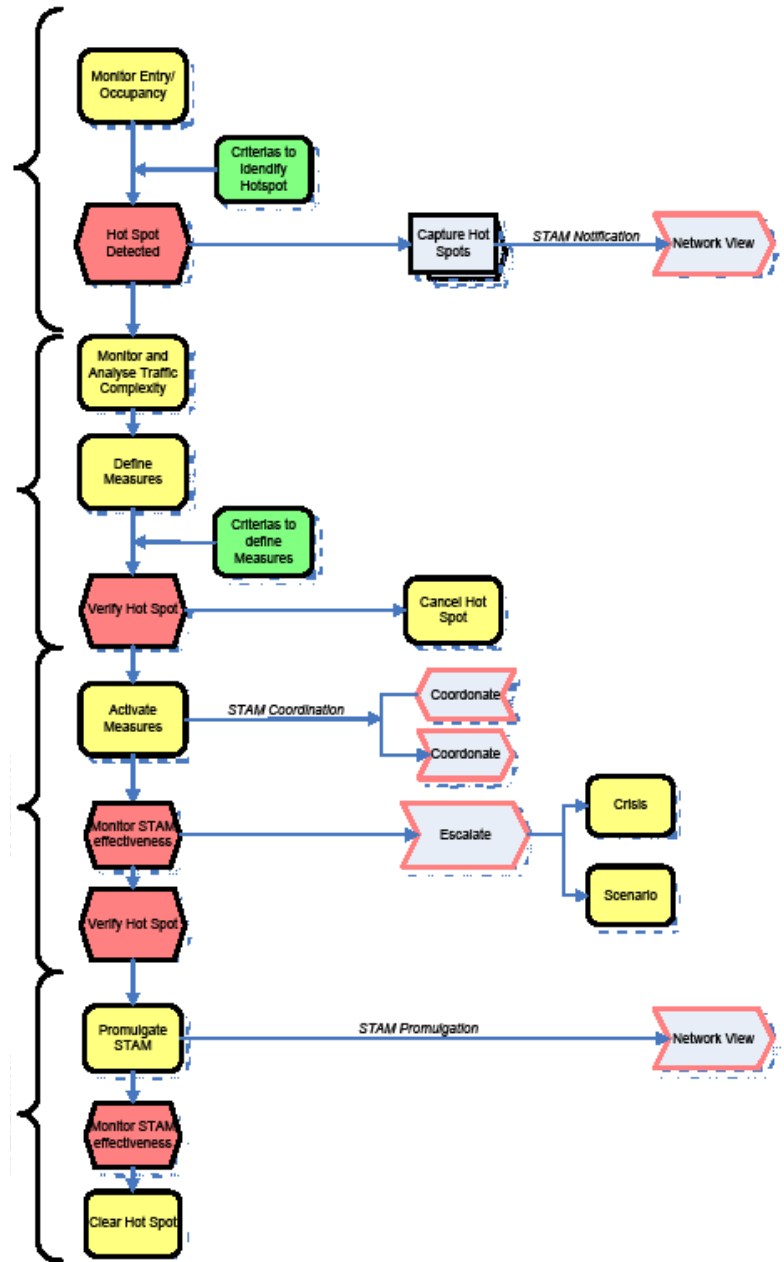 Monitor Entry/
Occupancy
Criterias to
Identify
Hotspot
Hot Spot
Detected
Capture Hot
Spots
STAM Notification
Network View
Monitor and
Analyse Traffic
Complexity
Define
Measures
Criterias to
define
Measures
Verify Hot Spot
Cancel Hot
Spot
Activate
Measures
STAM Coordination
Coordonate
Coordonate
Monitor STAM
effectiveness
Escalate
Crisis
Scenario
Verify Hot Spot
Promulgate
STAM
STAM Promulgation
Network View
Monitor STAM
effectiveness
Clear Hot Spot